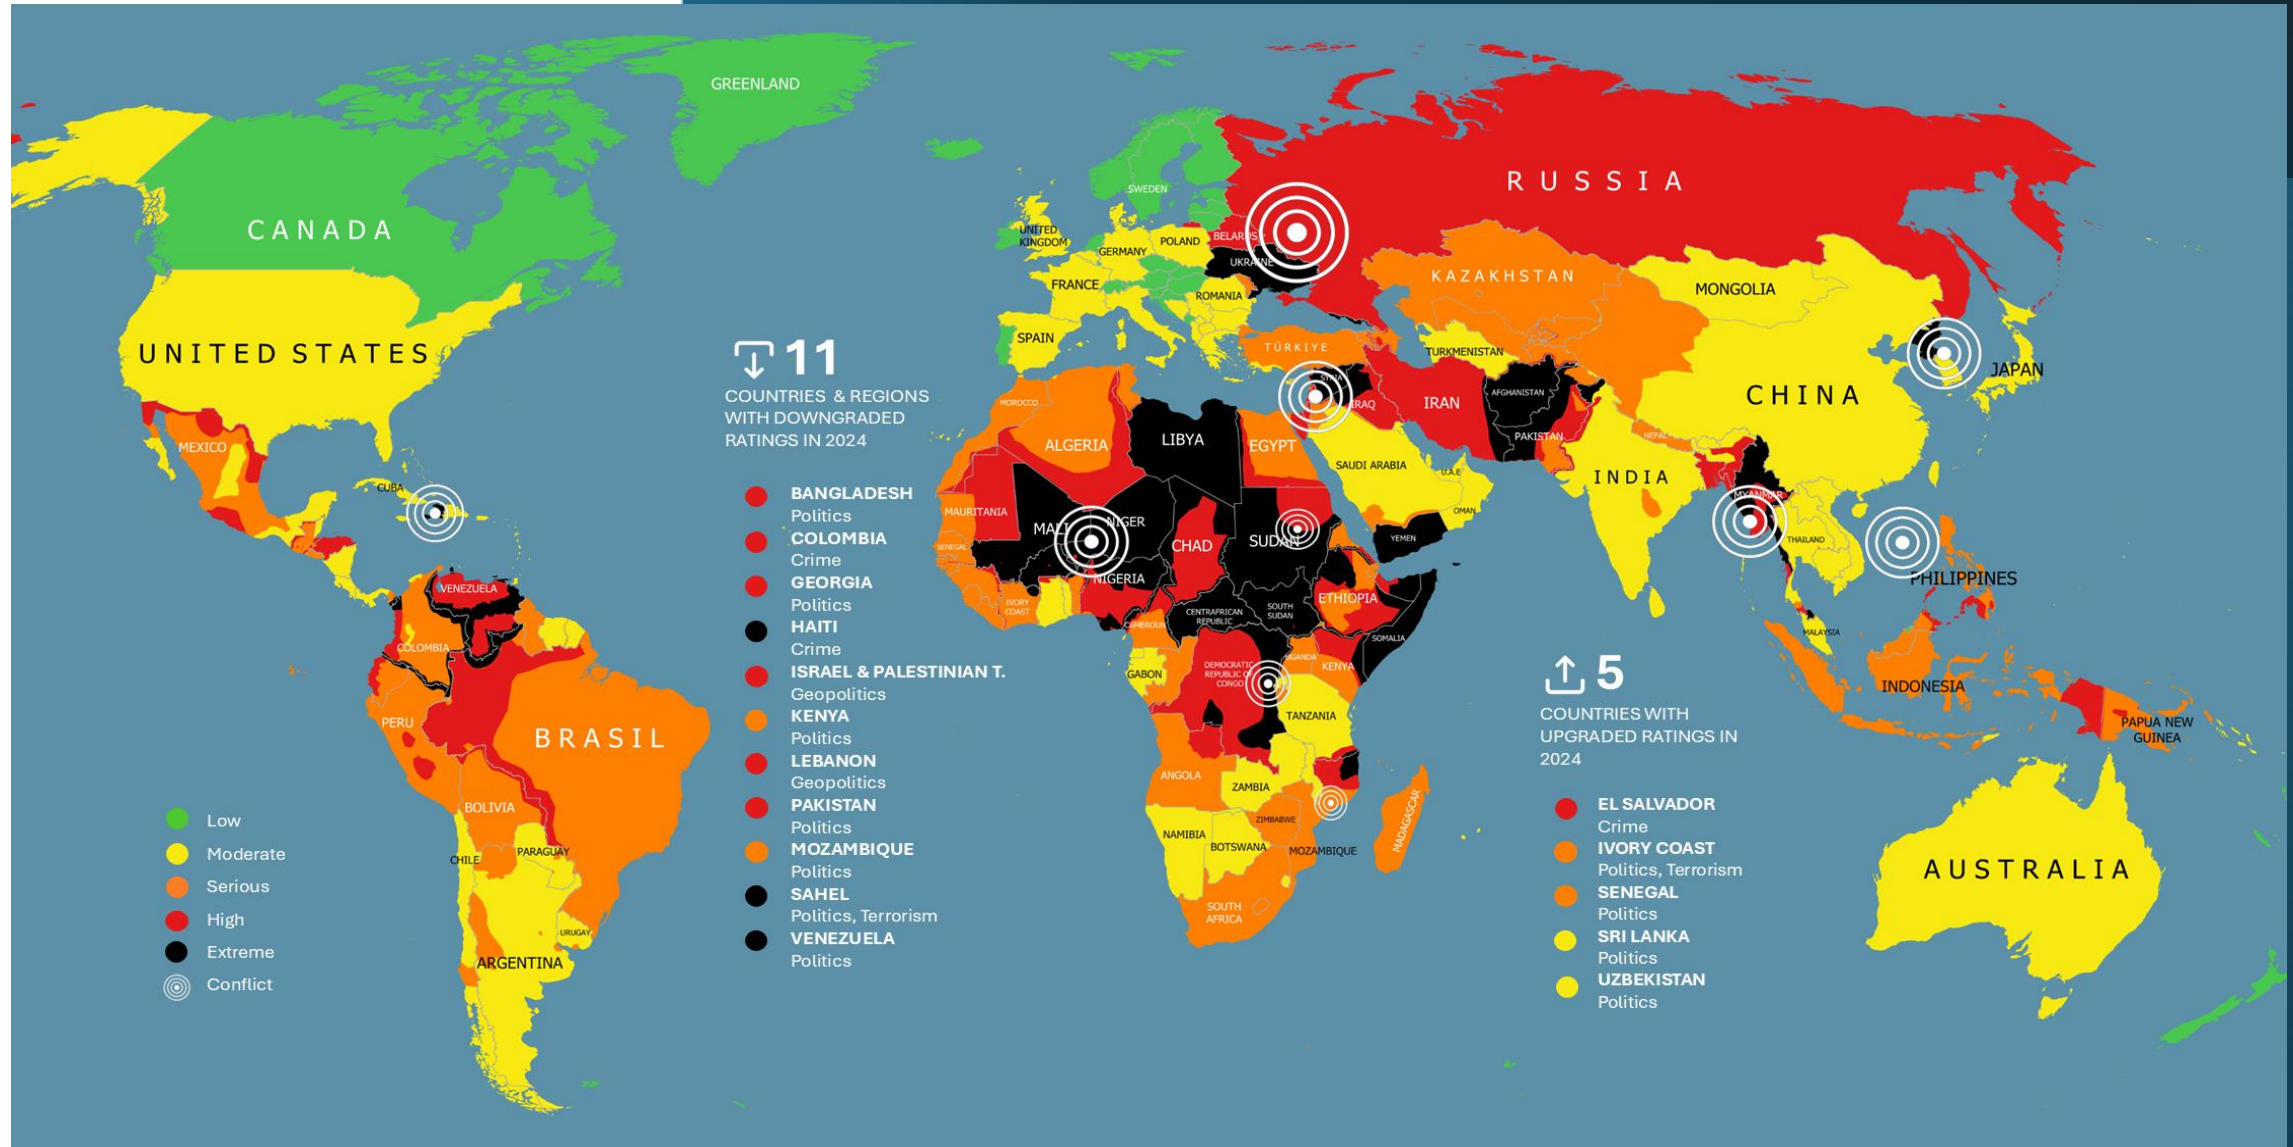 GREENLAND
CANADA
UNITED STATES
MEXICO
CUBA
VENEZUELA
COLOMBIA
PERU
BRASIL
BOLIVIA
PARAGUAY
CHILE
URUGAY
ARGENTINA
SWEDEN
UNITED
KINGDOM
GERMANY
POLAND
BELARUS
UKRAINE
FRANCE
ROMANIA
SPAIN
RUSSIA
KAZAKHSTAN
MONGOLIA
TÜRKIYE
TURKMENISTAN
SYRIA
IRAQ
IRAN
AFGHANISTAN
PAKISTAN
NEPAL
INDIA
CHINA
JAPAN
MYANMAR
THAILAND
PHILIPPINES
MALAYSIA
INDONESIA
PAPUA NEW
GUINEA
AUSTRALIA
MOROCCO
ALGERIA
LIBYA
EGYPT
SAUDI ARABIA
U.A.E
OMAN
YEMEN
MAURITANIA
MALI
NIGER
CHAD
SUDAN
SENEGAL
NIGERIA
IVORY
COAST
CAMEROUN
CENTRAFRICAN
REPUBLIC
SOUTH
SUDAN
ETHIOPIA
SOMALIA
UGANDA
KENYA
GABON
DEMOCRATIC
REPUBLIC OF
CONGO
TANZANIA
ANGOLA
ZAMBIA
ZIMBABWE
NAMIBIA
BOTSWANA
MOZAMBIQUE
MADAGASCAR
SOUTH
AFRICA
11
COUNTRIES & REGIONS
WITH DOWNGRADED
RATINGS IN 2024
BANGLADESH
Politics
COLOMBIA
Crime
GEORGIA
Politics
HAITI
Crime
ISRAEL & PALESTINIAN T.
Geopolitics
KENYA
Politics
LEBANON
Geopolitics
PAKISTAN
Politics
MOZAMBIQUE
Politics
SAHEL
Politics, Terrorism
VENEZUELA
Politics
5
COUNTRIES WITH
UPGRADED RATINGS IN
2024
EL SALVADOR
Crime
IVORY COAST
Politics, Terrorism
SENEGAL
Politics
SRI LANKA
Politics
UZBEKISTAN
Politics
Low
Moderate
Serious
High
Extreme
Conflict